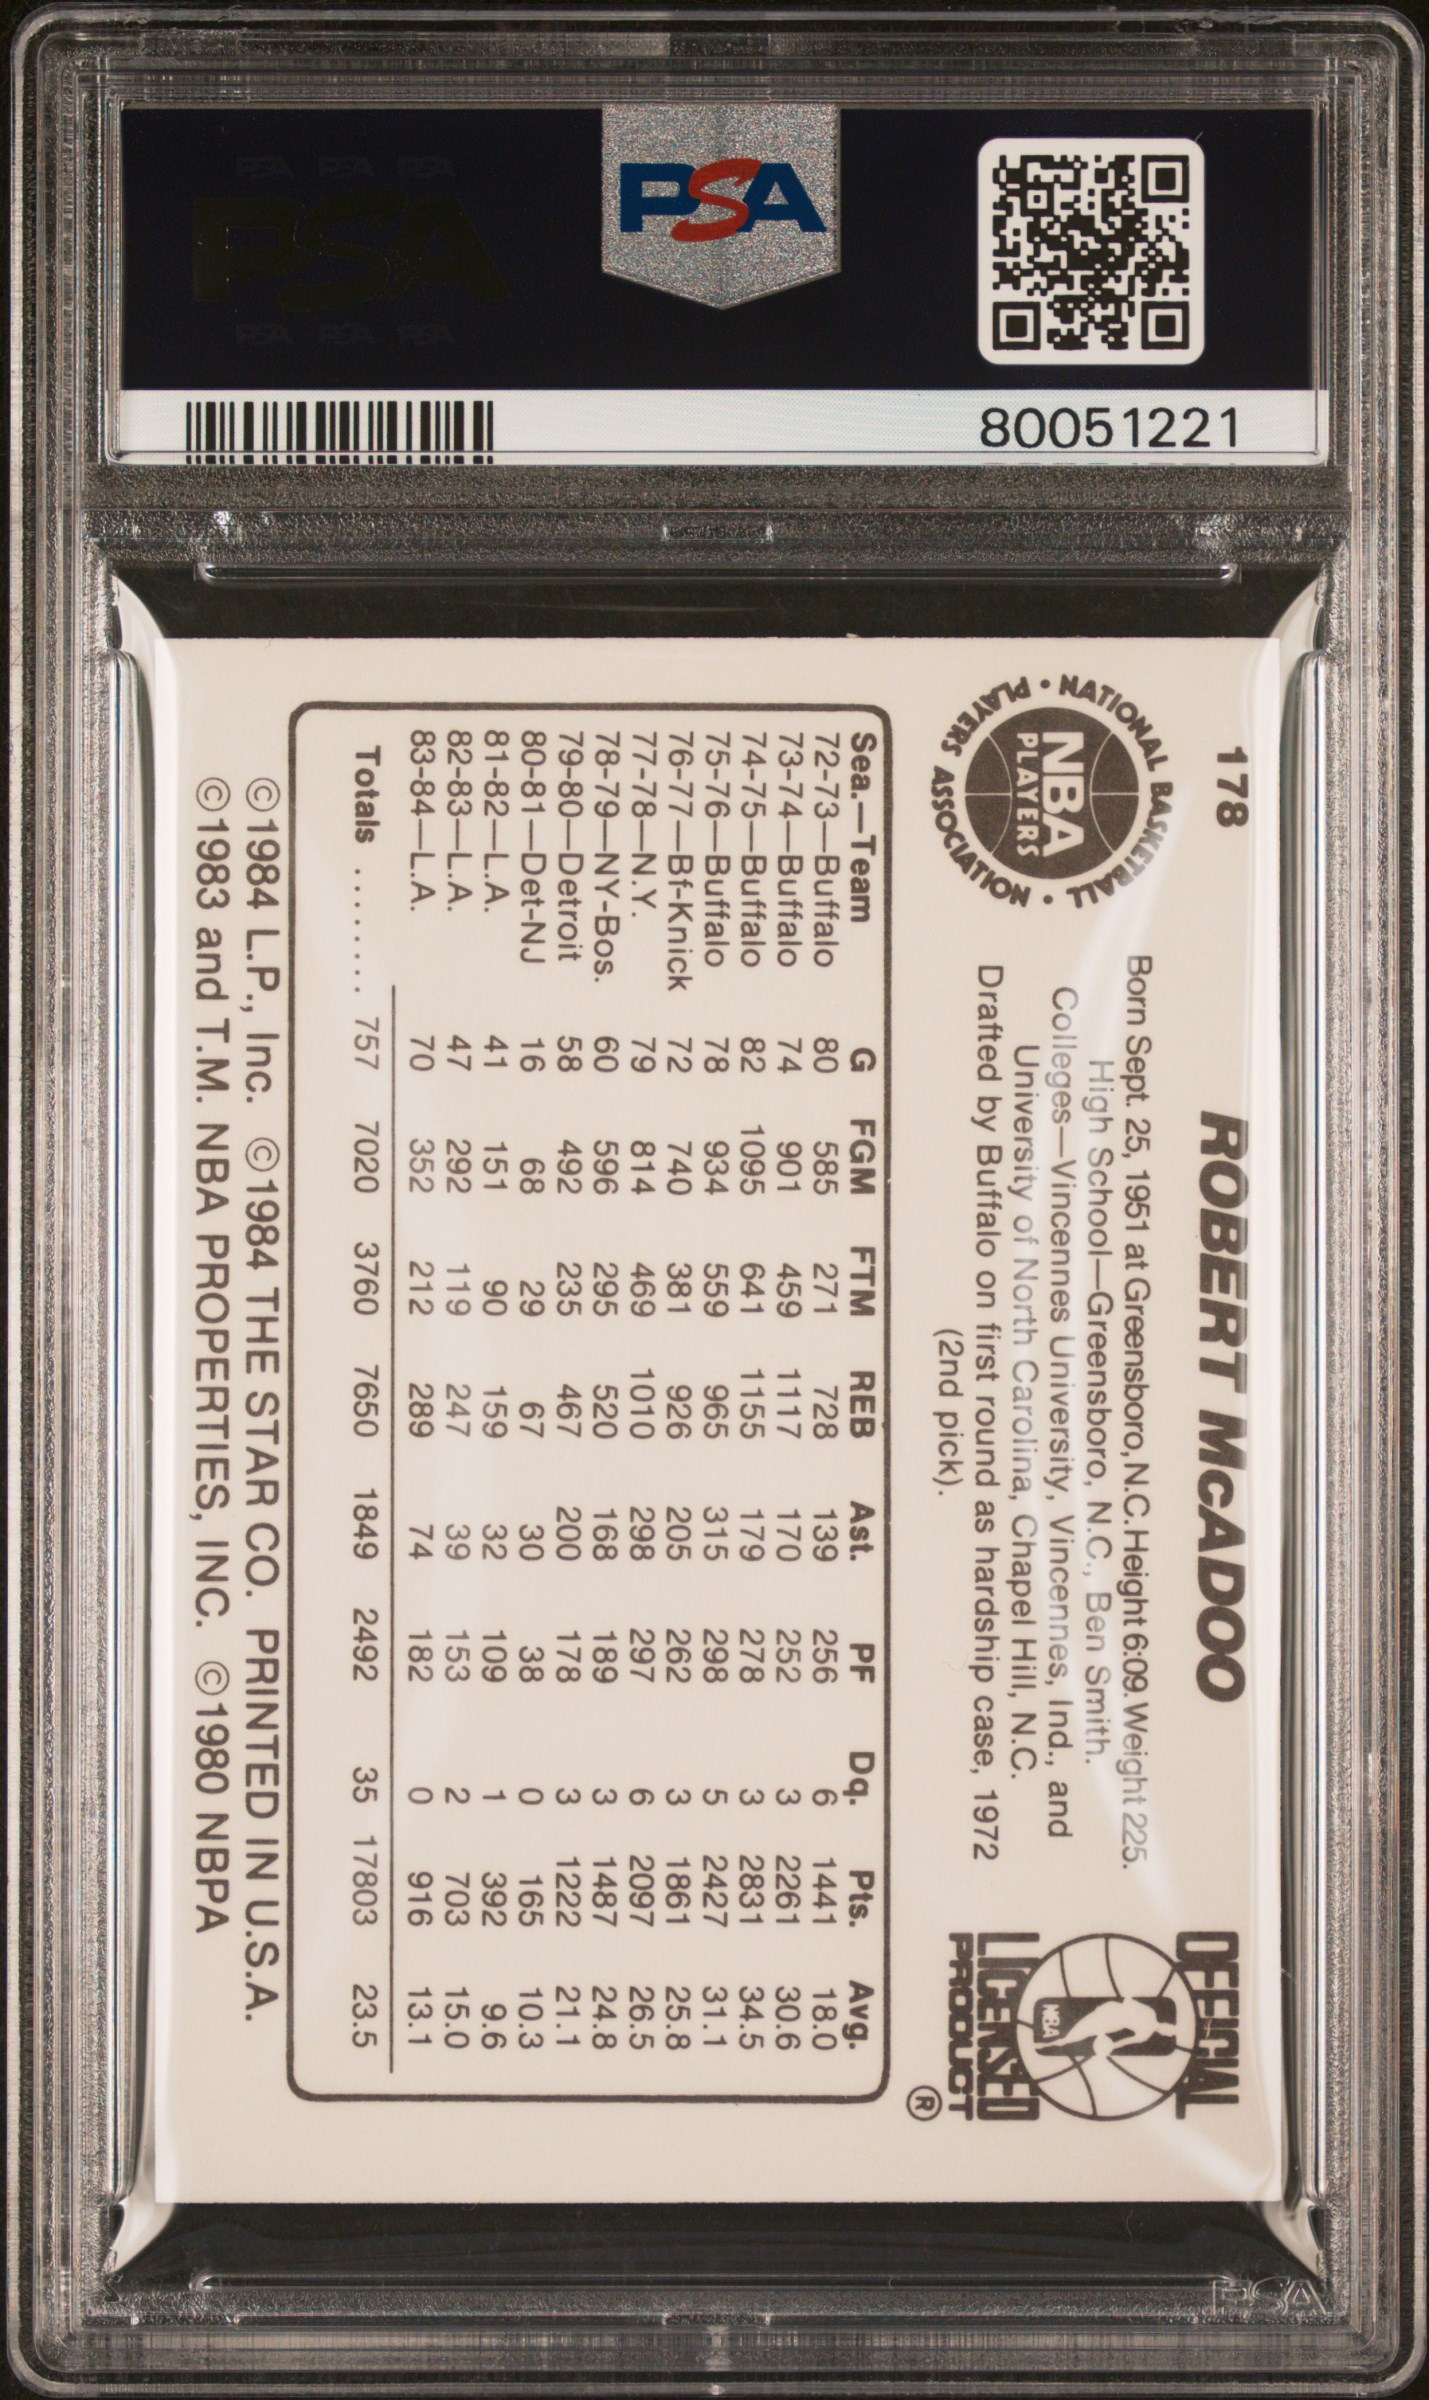 PSA PSA PSA
PSA
PSA PSA PSA
PSA
80051221
178
ROBERT McADOO
NATIONAL BASKETBALL • PLAYERS ASSOCIATION •
NBA
PLAYERS
Born Sept. 25, 1951 at Greensboro, N.C. Height 6:09. Weight 225.
High School—Greensboro, N.C., Ben Smith.
Colleges—Vincennes University, Vincennes, Ind., and
University of North Carolina, Chapel Hill, N.C.
Drafted by Buffalo on first round as hardship case, 1972
(2nd pick).
OFFICIAL
NBA
LICENSED
PRODUCT
®
Sea.—Team G FGM FTM REB Ast. PF Dq. Pts. Avg.
72-73—Buffalo 80 585 271 728 139 256 6 1441 18.0
73-74—Buffalo 74 901 459 1117 170 252 3 2261 30.6
74-75—Buffalo 82 1095 641 1155 179 278 3 2831 34.5
75-76—Buffalo 78 934 559 965 315 298 5 2427 31.1
76-77—Bf-Knick 72 740 381 926 205 262 3 1861 25.8
77-78—N.Y. 79 814 469 1010 298 297 6 2097 26.5
78-79—NY-Bos. 60 596 295 520 168 189 3 1487 24.8
79-80—Detroit 58 492 235 467 200 178 3 1222 21.1
80-81—Det-NJ 16 68 29 67 30 38 0 165 10.3
81-82—L.A. 41 151 90 159 32 109 1 392 9.6
82-83—L.A. 47 292 119 247 39 153 2 703 15.0
83-84—L.A. 70 352 212 289 74 182 0 916 13.1
Totals ....... 757 7020 3760 7650 1849 2492 35 17803 23.5
©1984 L.P., Inc. ©1984 THE STAR CO. PRINTED IN U.S.A.
©1983 and T.M. NBA PROPERTIES, INC. ©1980 NBPA
PSA